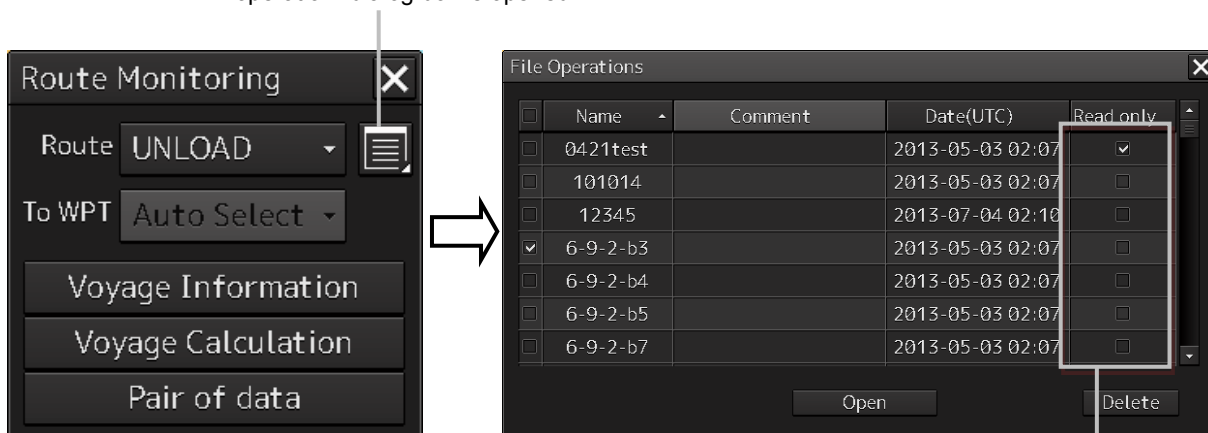 Route Monitoring
Route UNLOAD
To WPT Auto Select
Voyage Information
Voyage Calculation
Pair of data
File Operations
Name Comment Date(UTC) Read only
0421test 2013-05-03 02:07
101014 2013-05-03 02:07
12345 2013-07-04 02:10
6-9-2-b3 2013-05-03 02:07
6-9-2-b4 2013-05-03 02:07
6-9-2-b5 2013-05-03 02:07
6-9-2-b7 2013-05-03 02:07
Open Delete